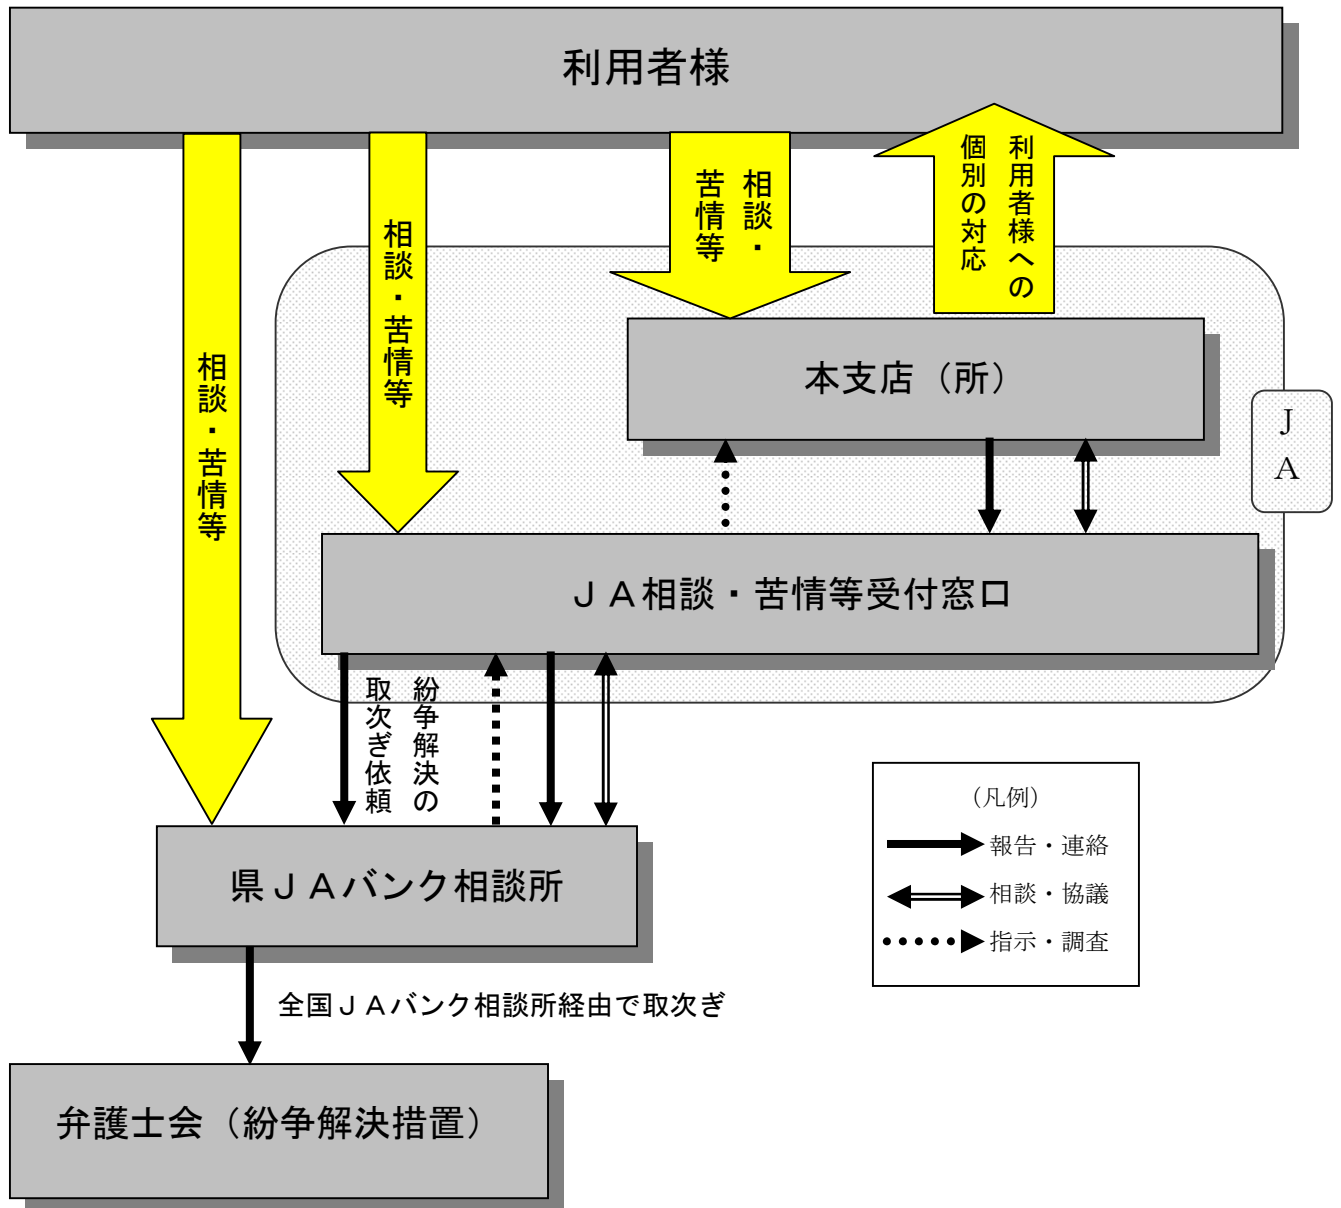 利用者様
相談・苦情等
相談・苦情等
相談・
苦情等
利用者様への
個別の対応
本支店（所）
ＪＡ
ＪＡ相談・苦情等受付窓口
紛争解決の
取次ぎ依頼
県ＪＡバンク相談所
（凡例）
報告・連絡
相談・協議
指示・調査
全国ＪＡバンク相談所経由で取次ぎ
弁護士会（紛争解決措置）